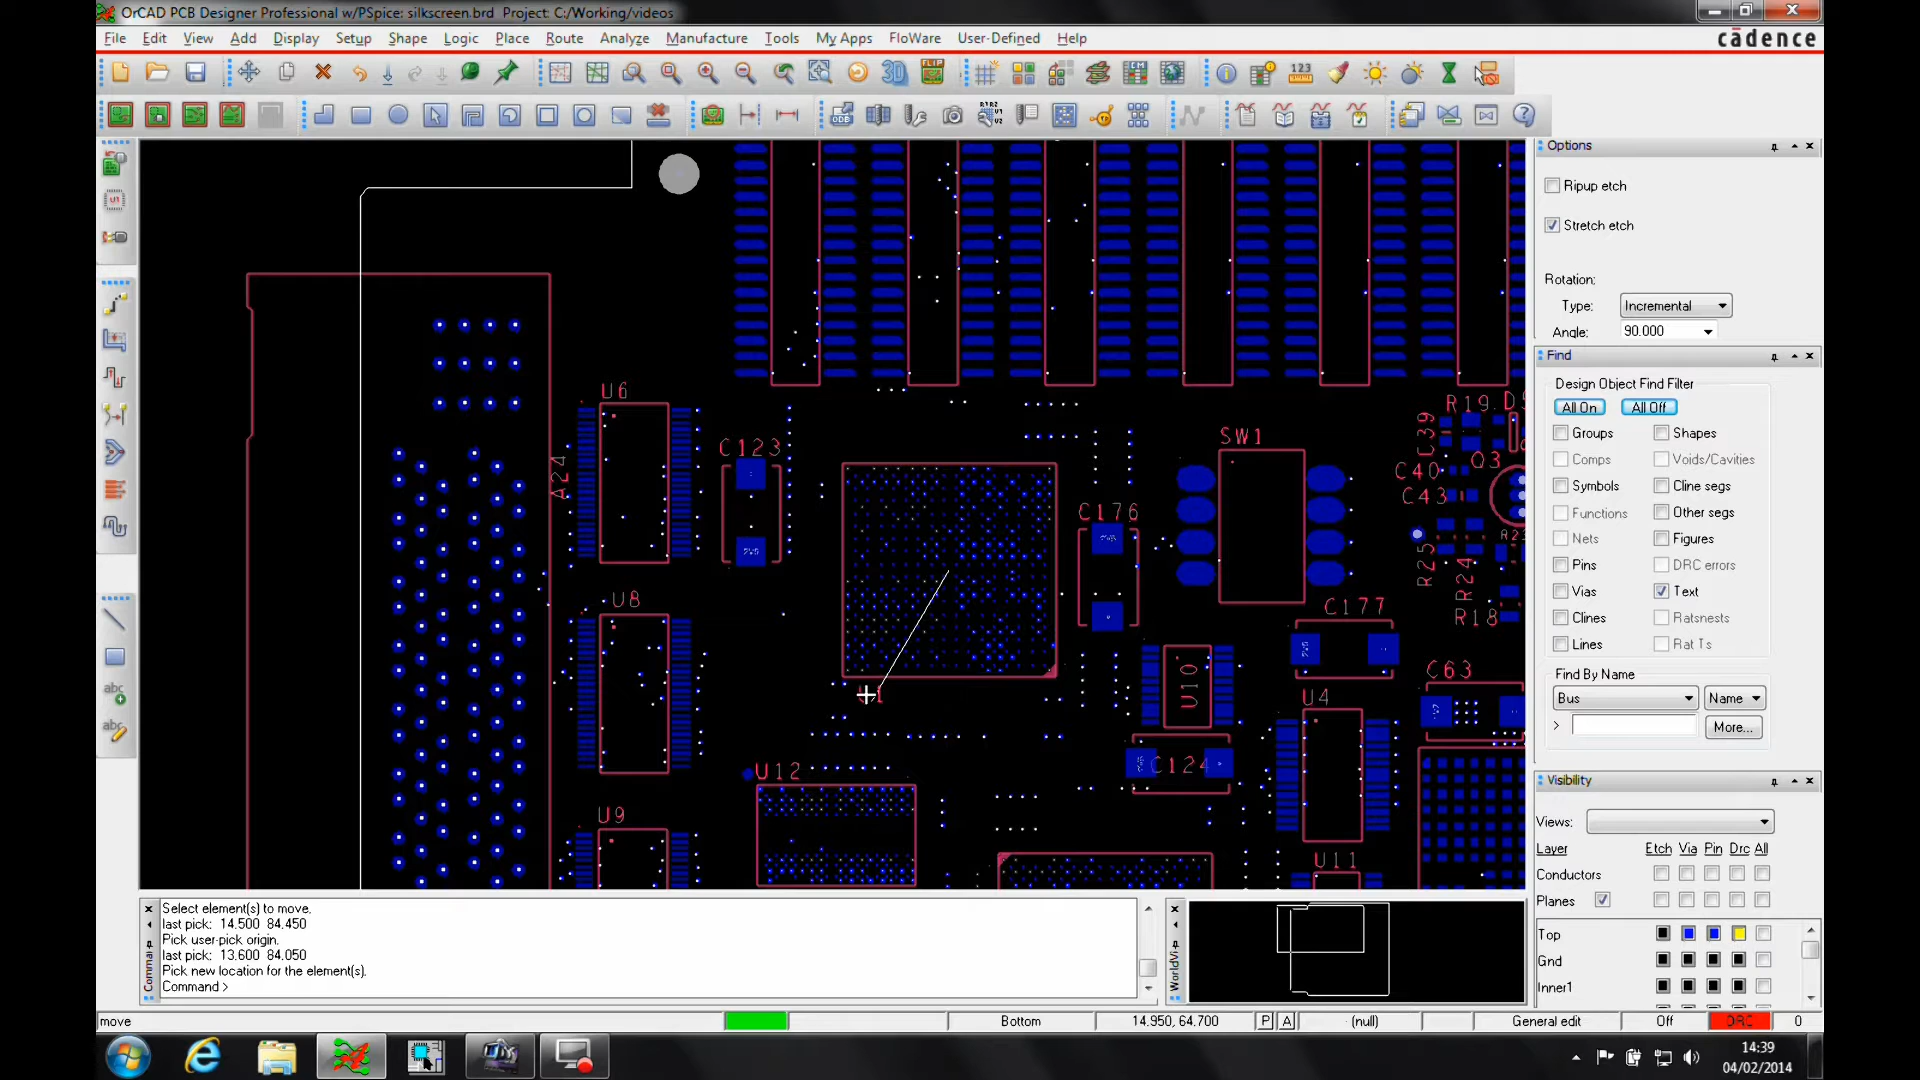 OrCAD PCB Designer Professional w/PSpice: silkscreen.brd Project: C:/Working/videos
File Edit View Add Display Setup Shape Logic Place Route Analyze Manufacture Tools My Apps FloWare User-Defined Help
cādence
Options
Ripup etch
Stretch etch
Rotation:
Type: Incremental
Angle: 90.000
Find
Design Object Find Filter
All On All Off
Groups Shapes
Comps Voids/Cavities
Symbols Cline segs
Functions Other segs
Nets Figures
Pins DRC errors
Vias Text
Clines Ratsnests
Lines Rat Ts
Find By Name
Bus Name
> More...
Visibility
Views:
Layer Etch Via Pin Drc All
Conductors
Planes
Top
Gnd
Inner1
U6
C123
A24
SW1
C176
R19
C39
C40
C43
Q3
R25
R24
R18
U8
C177
C63
U10
U4
C124
U12
U9
U11
Select element(s) to move.
last pick: 14.500 84.450
Pick user-pick origin.
last pick: 13.600 84.050
Pick new location for the element(s).
Command >
move Bottom 14.950, 64.700 P A (null) General edit Off DRC 0
14:39
04/02/2014